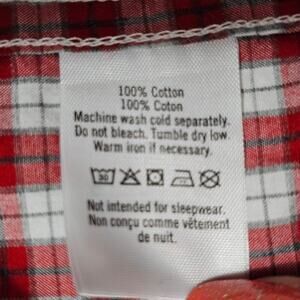 100% Cotton
100% Coton
Machine wash cold separately.
Do not bleach. Tumble dry low.
Warm iron if necessary.
Not intended for sleepwear.
Non conçu comme vêtement
de nuit.